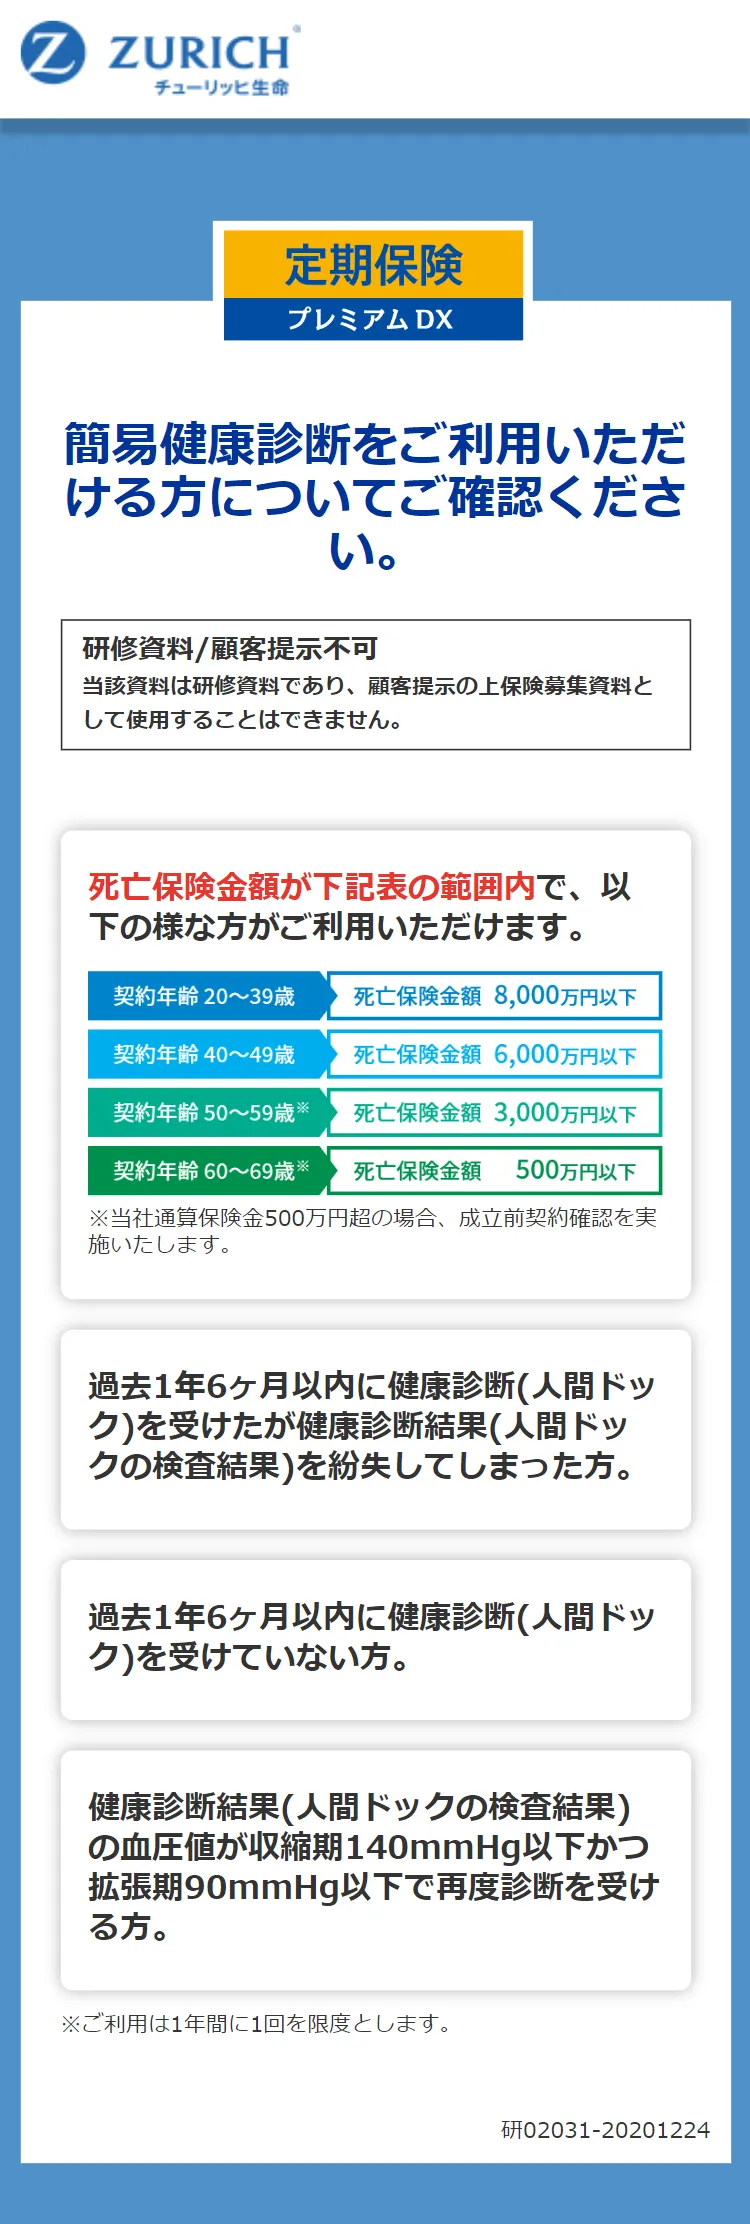 ZURICH®
チューリッヒ生命
定期保険
プレミアム DX
簡易健康診断をご利用いただ
ける方についてご確認くださ
い。
研修資料/顧客提示不可
当該資料は研修資料であり、顧客提示の上保険募集資料と
して使用することはできません。
死亡保険金額が下記表の範囲内で、以
下の様な方がご利用いただけます。
契約年齢 20～39歳 死亡保険金額 8,000万円以下
契約年齢 40～49歳 死亡保険金額 6,000万円以下
契約年齢 50～59歳※ 死亡保険金額 3,000万円以下
契約年齢 60～69歳※ 死亡保険金額 500万円以下
※当社通算保険金500万円超の場合、成立前契約確認を実
施いたします。
過去1年6ヶ月以内に健康診断(人間ドッ
ク)を受けたが健康診断結果(人間ドッ
クの検査結果)を紛失してしまった方。
過去1年6ヶ月以内に健康診断(人間ドッ
ク)を受けていない方。
健康診断結果(人間ドックの検査結果)
の血圧値が収縮期140mmHg以下かつ
拡張期90mmHg以下で再度診断を受け
る方。
※ご利用は1年間に1回を限度とします。
研02031-20201224